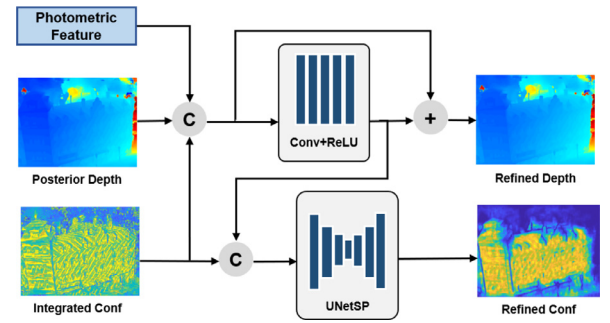 Photometric
Feature
C
Conv+ReLU
+
Posterior Depth
Refined Depth
C
UNetSP
Integrated Conf
Refined Conf